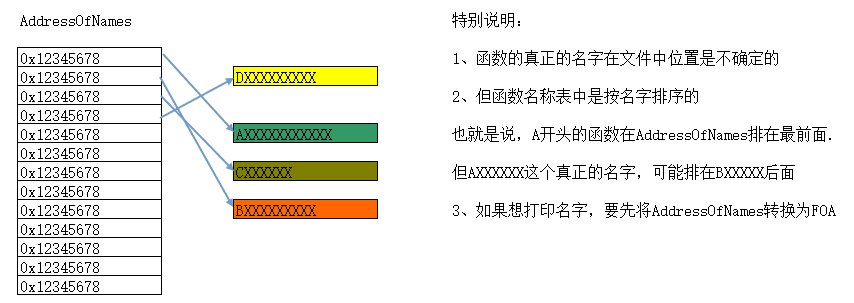 AddressOfNames
0x12345678
0x12345678
0x12345678
0x12345678
0x12345678
0x12345678
0x12345678
0x12345678
0x12345678
0x12345678
0x12345678
0x12345678
0x12345678
DXXXXXXXXX
AXXXXXXXXXXX
CXXXXXX
BXXXXXXXXX
特别说明：
1、函数的真正的名字在文件中位置是不确定的
2、但函数名称表中是按名字排序的
也就是说，A开头的函数在AddressOfNames排在最前面.
但AXXXXXX这个真正的名字，可能排在BXXXXX后面
3、如果想打印名字，要先将AddressOfNames转换为FOA